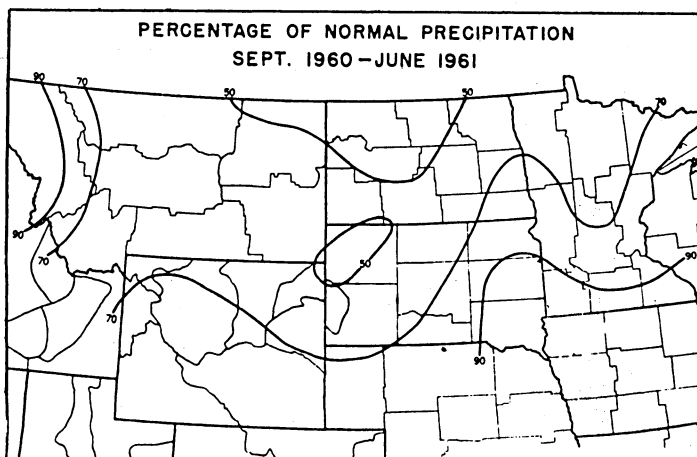 PERCENTAGE OF NORMAL PRECIPITATION
SEPT. 1960—JUNE 1961
90 70 50 50 70
90
70 50 90
70
90